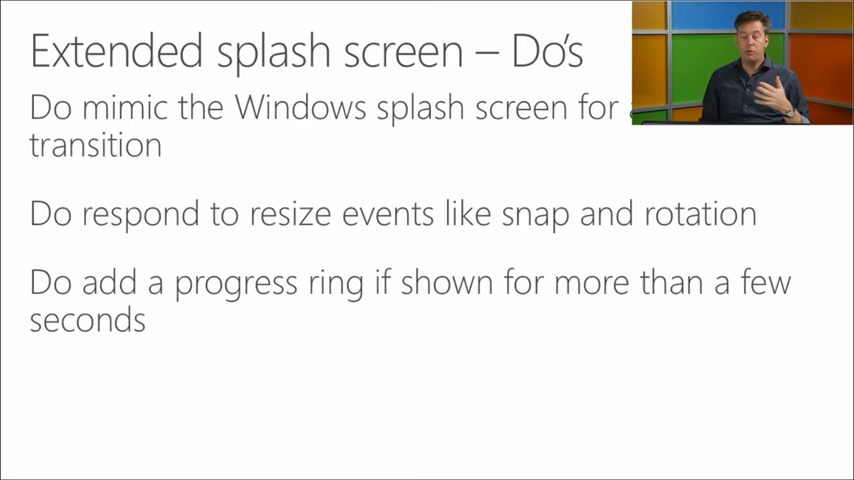 Extended splash screen – Do's
Do mimic the Windows splash screen for
transition
Do respond to resize events like snap and rotation
Do add a progress ring if shown for more than a few
seconds